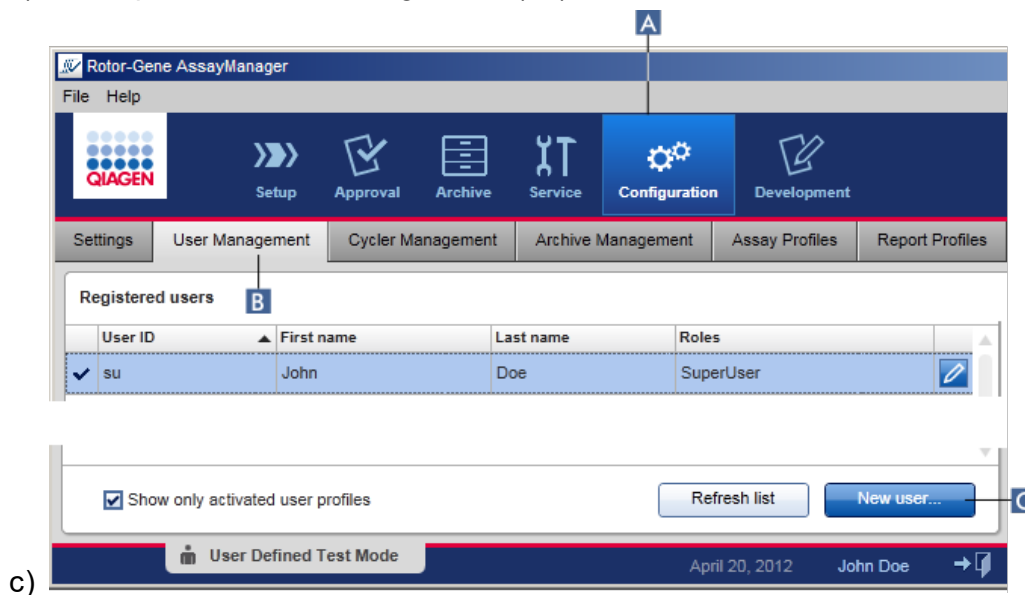 A
Rotor-Gene AssayManager
File Help
QIAGEN
Setup Approval Archive Service Configuration Development
Settings User Management Cycler Management Archive Management Assay Profiles Report Profiles
Registered users B
User ID First name Last name Roles
su John Doe SuperUser
Show only activated user profiles Refresh list New user...
User Defined Test Mode April 20, 2012 John Doe
c)